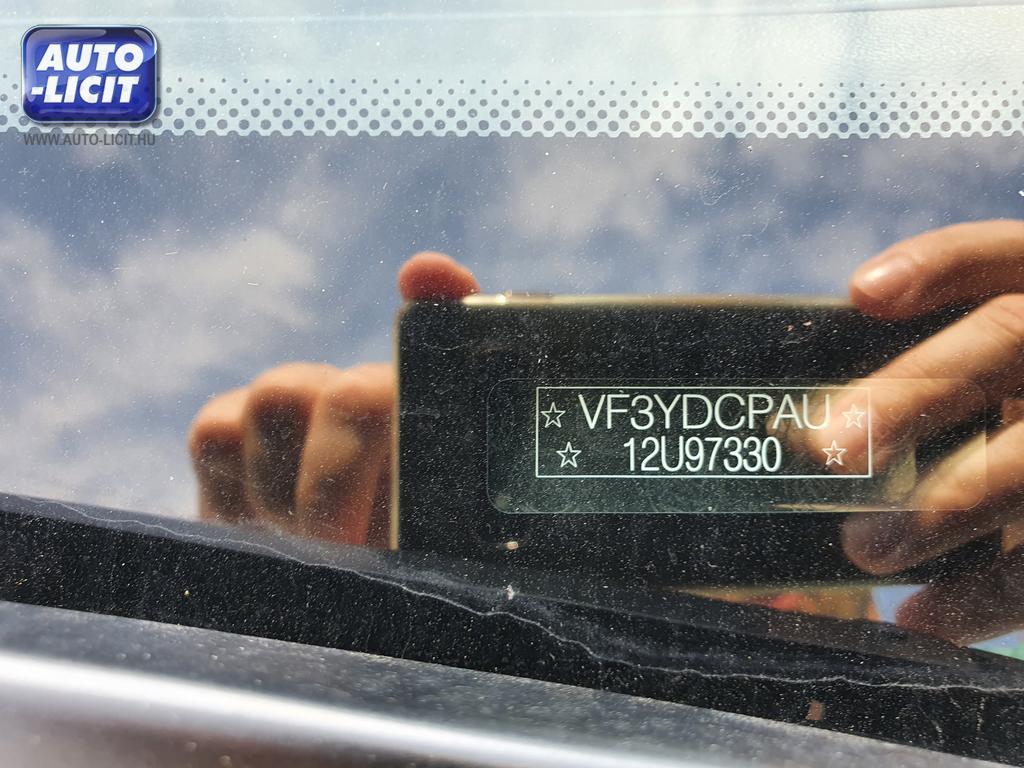 AUTO
-LICIT
WWW.AUTO-LICIT.HU
☆ VF3YDCPAU ☆
☆ 12U97330 ☆